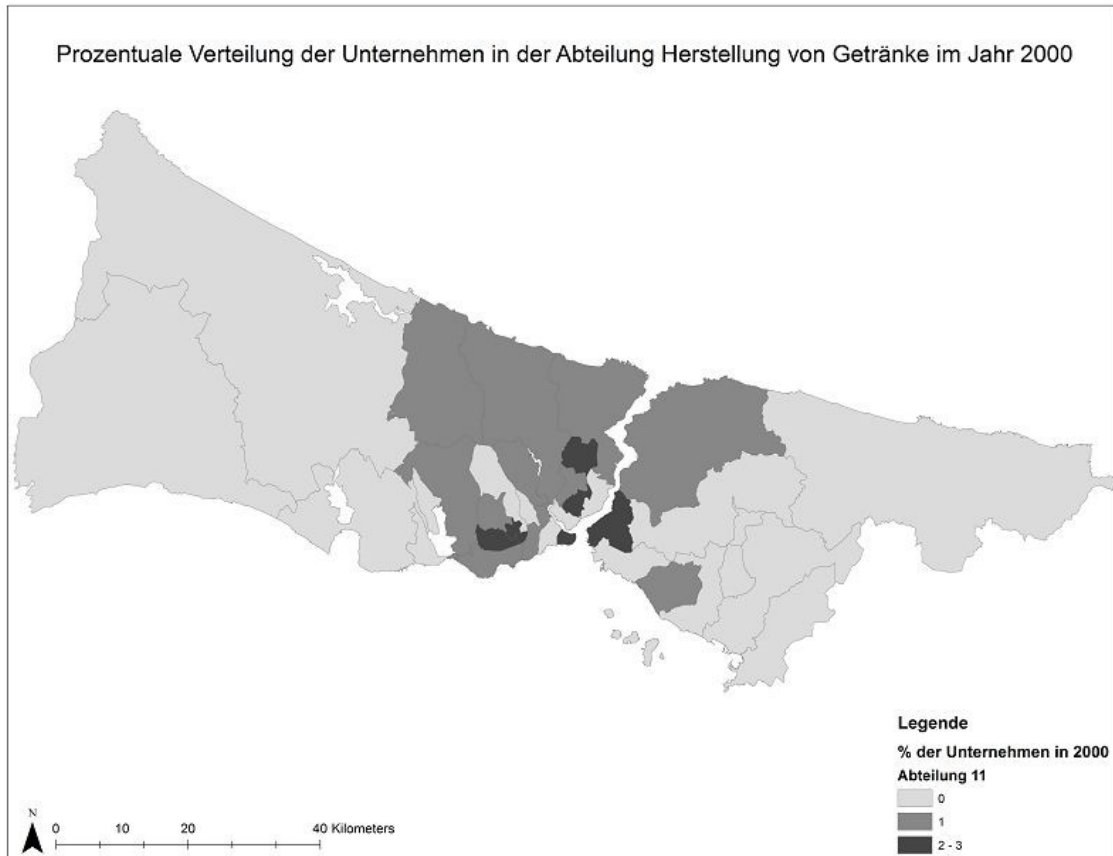 Prozentuale Verteilung der Unternehmen in der Abteilung Herstellung von Getränke im Jahr 2000
Legende
% der Unternehmen in 2000
Abteilung 11
0
1
2 - 3
N
0 10 20 40 Kilometers